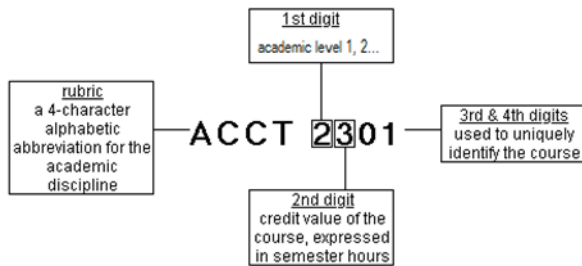 1st digit
academic level 1, 2...
rubric
a 4-character
alphabetic
abbreviation for the
academic
discipline
ACCT 2301
3rd & 4th digits
used to uniquely
identify the course
2nd digit
credit value of the
course, expressed
in semester hours